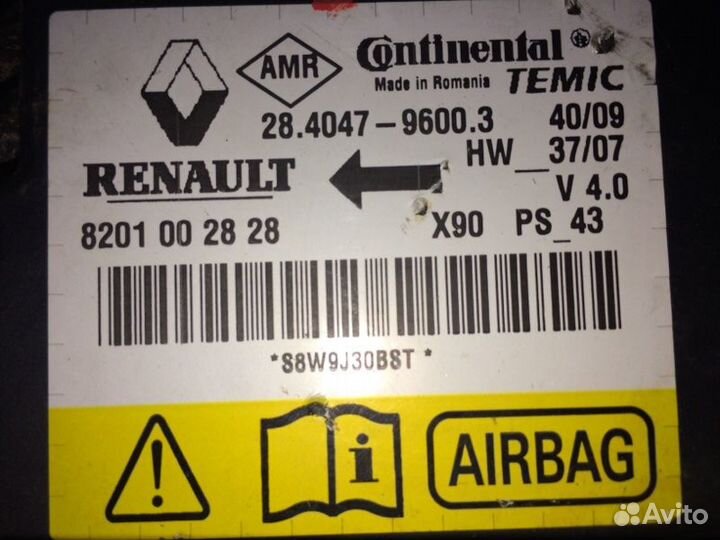 AMR
Continental
Made in Romania TEMIC
28.4047-9600.3 40/09
HW_37/07
RENAULT
V 4.0
8201 00 28 28
X90 PS_43
*S8W9J30BST*
i
AIRBAG
Avito